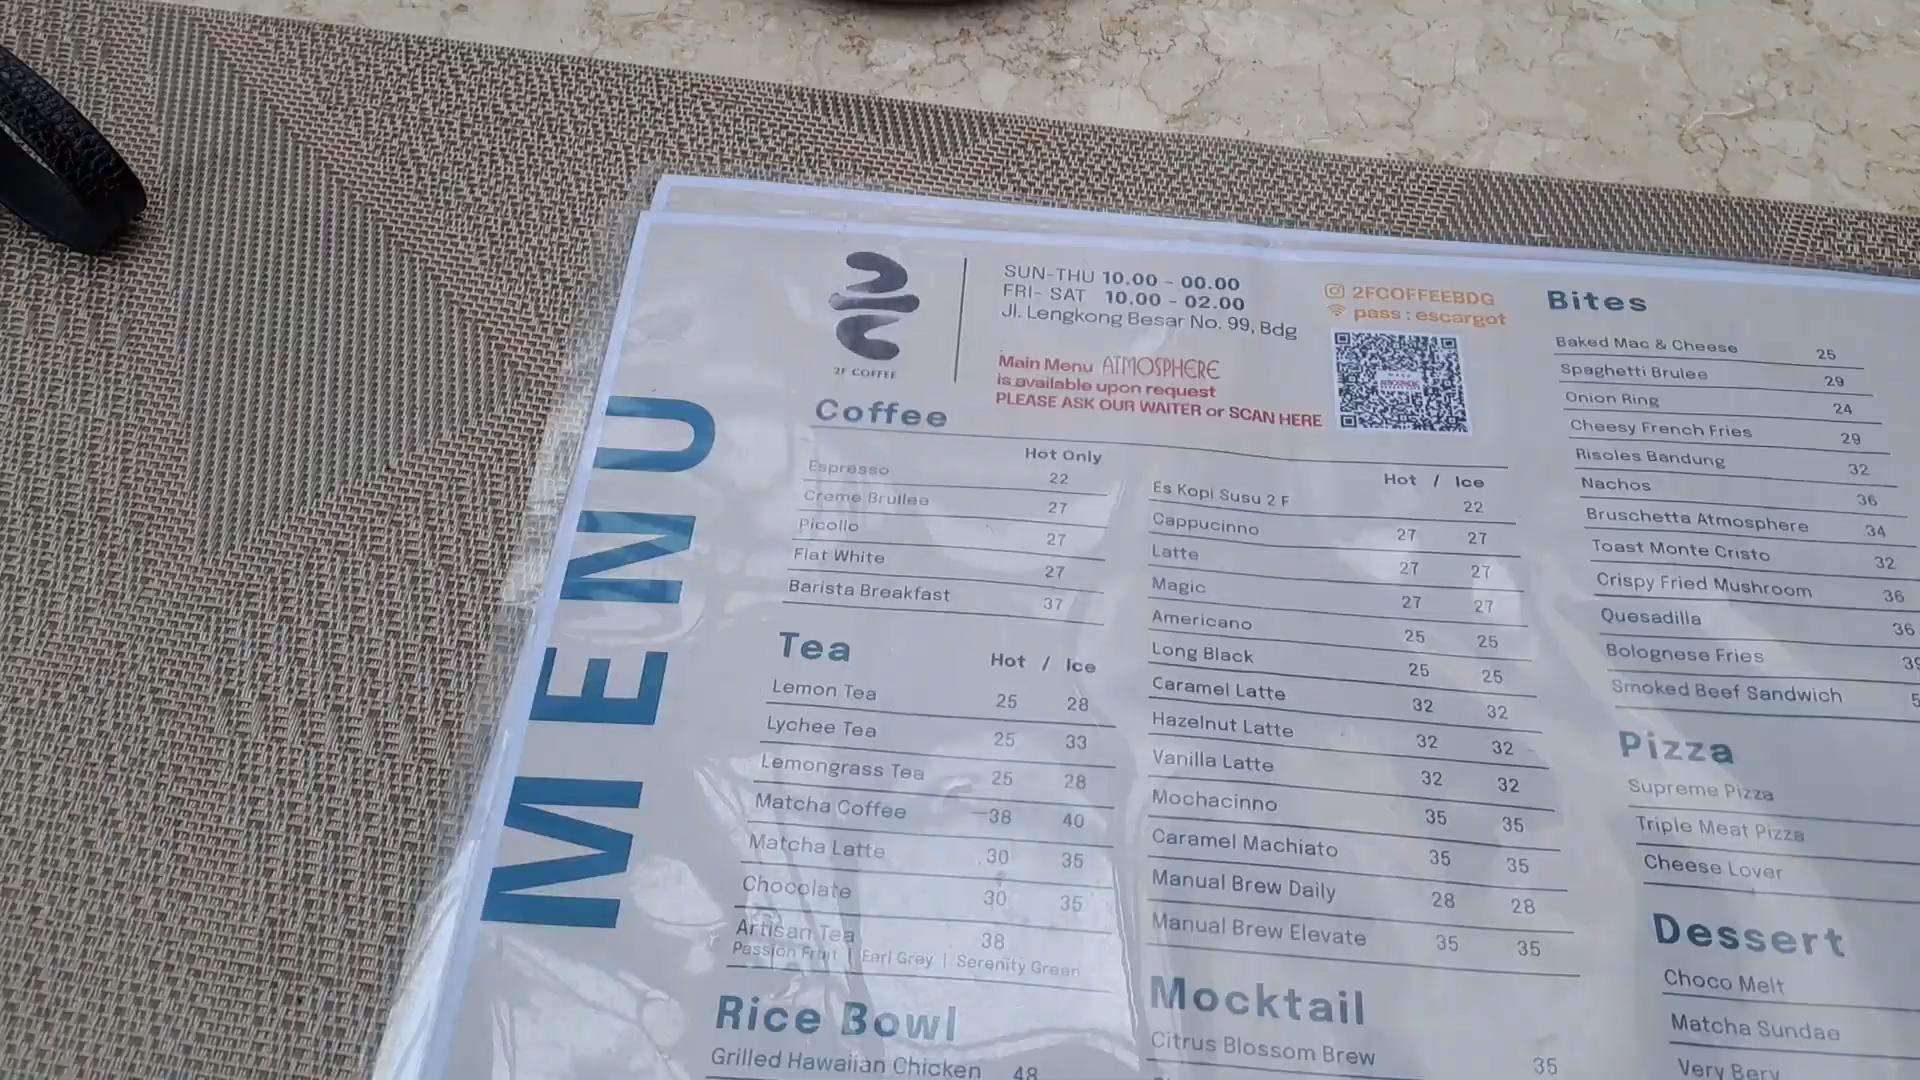 2F COFFEE
SUN-THU 10.00 - 00.00
FRI- SAT 10.00 - 02.00
Jl. Lengkong Besar No. 99, Bdg
2FCOFFEEBDG
pass : escargot
Main Menu ATMOSPHERE
is available upon request
PLEASE ASK OUR WAITER or SCAN HERE
MENU
Coffee
Hot Only
Espresso 22
Creme Brullee 27
Picollo 27
Flat White 27
Barista Breakfast 37
Hot / Ice
Es Kopi Susu 2 F 22
Cappucinno 27 27
Latte 27 27
Magic 27 27
Americano 25 25
Long Black 25 25
Caramel Latte 32 32
Hazelnut Latte 32 32
Vanilla Latte 32 32
Mochacinno 35 35
Caramel Machiato 35 35
Manual Brew Daily 28 28
Manual Brew Elevate 35 35
Tea
Hot / Ice
Lemon Tea 25 28
Lychee Tea 25 33
Lemongrass Tea 25 28
Matcha Coffee 38 40
Matcha Latte 30 35
Chocolate 30 35
Artisan Tea 38
Passion Fruit | Earl Grey | Serenity Green
Rice Bowl
Grilled Hawaiian Chicken 48
Mocktail
Citrus Blossom Brew 35
Bites
Baked Mac & Cheese 25
Spaghetti Brulee 29
Onion Ring 24
Cheesy French Fries 29
Risoles Bandung 32
Nachos 36
Bruschetta Atmosphere 34
Toast Monte Cristo 32
Crispy Fried Mushroom 36
Quesadilla 36
Bolognese Fries
Smoked Beef Sandwich
Pizza
Supreme Pizza
Triple Meat Pizza
Cheese Lover
Dessert
Choco Melt
Matcha Sundae
Very Bery